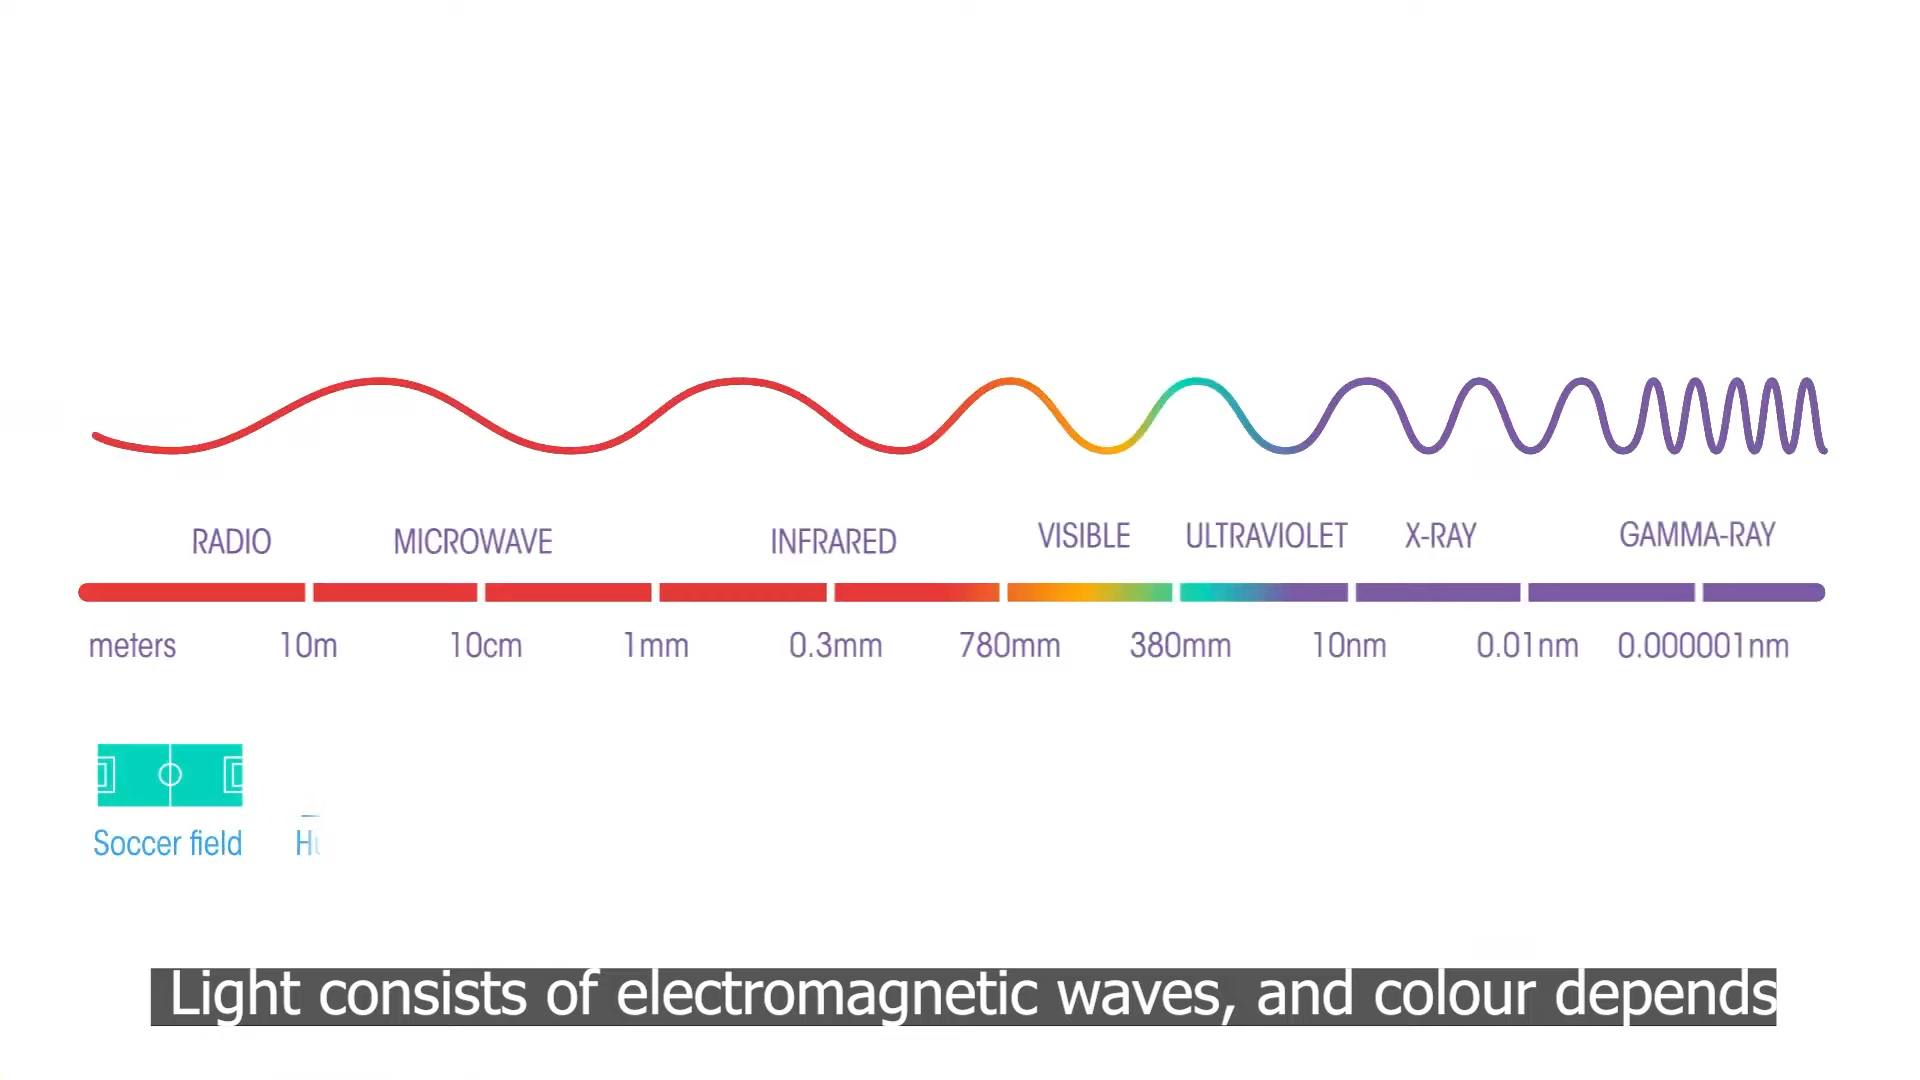 RADIO MICROWAVE INFRARED VISIBLE ULTRAVIOLET X-RAY GAMMA-RAY
meters 10m 10cm 1mm 0.3mm 780mm 380mm 10nm 0.01nm 0.000001nm
Soccer field
Light consists of electromagnetic waves, and colour depends